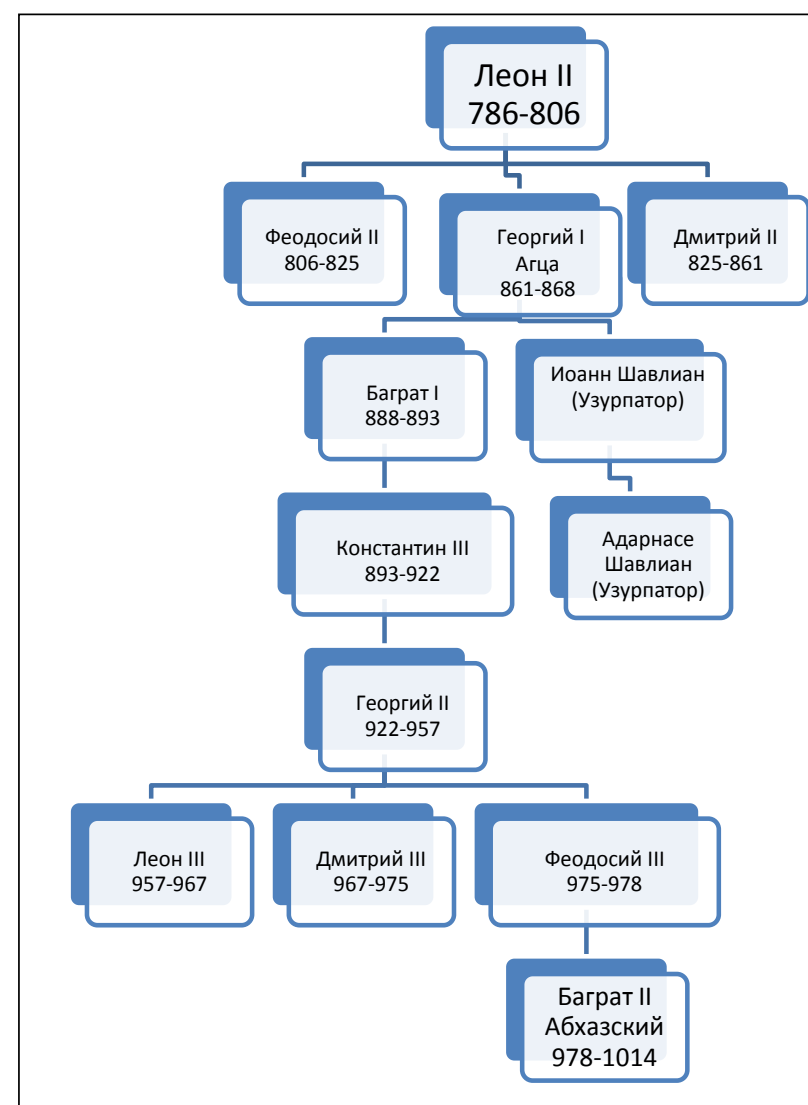 Леон II
786-806
Феодосий II
806-825
Георгий I
Агца
861-868
Дмитрий II
825-861
Баграт I
888-893
Иоанн Шавлиан
(Узурпатор)
Константин III
893-922
Адарнасе
Шавлиан
(Узурпатор)
Георгий II
922-957
Леон III
957-967
Дмитрий III
967-975
Феодосий III
975-978
Баграт II
Абхазский
978-1014